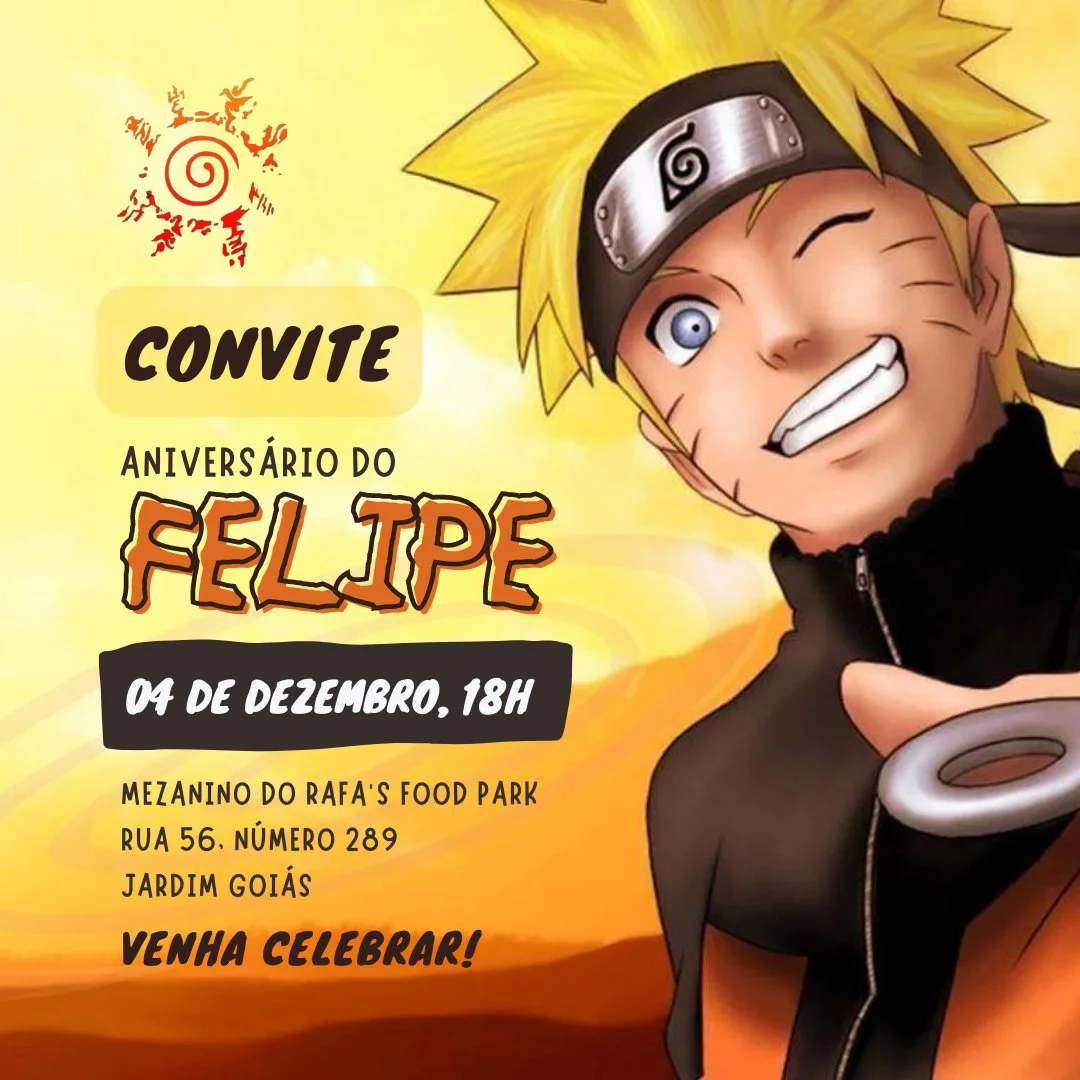 CONVITE
ANIVERSÁRIO DO
FELIPE
04 DE DEZEMBRO, 18H
MEZANINO DO RAFA'S FOOD PARK
RUA 56, NÚMERO 289
JARDIM GOIÁS
VENHA CELEBRAR!